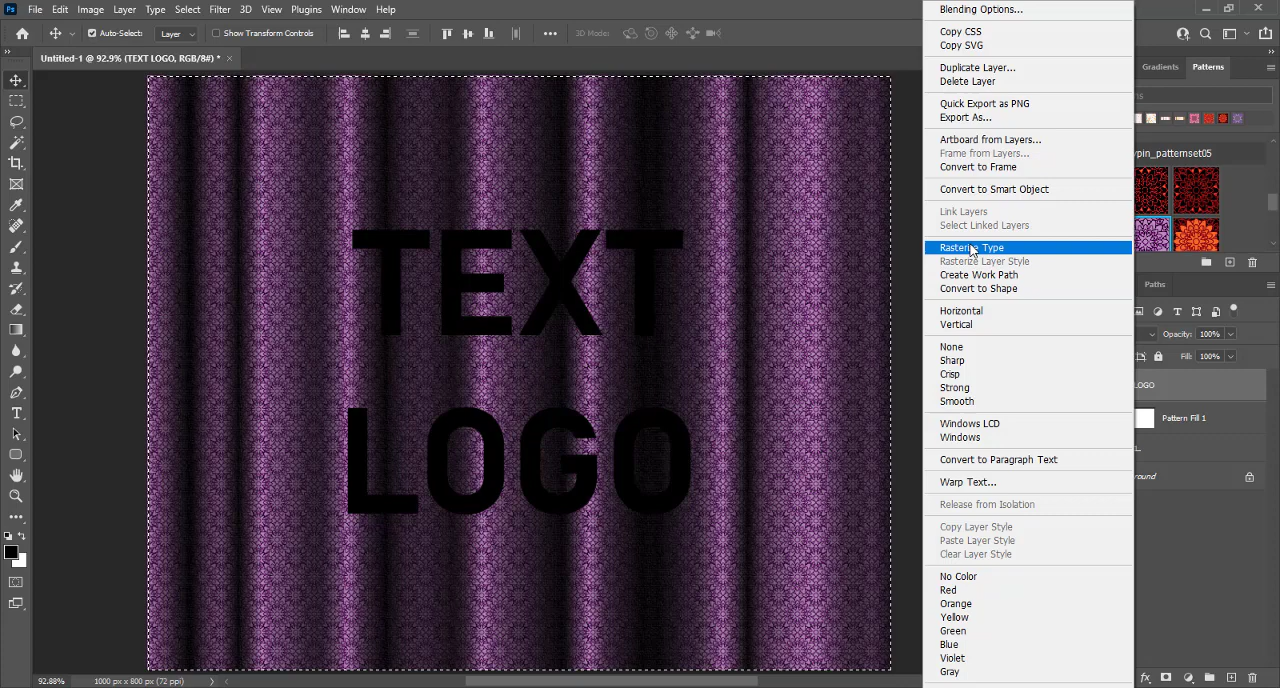 Ps File Edit Image Layer Type Select Filter 3D View Plugins Window Help
Auto-Select: Layer Show Transform Controls 3D Mode:
Untitled-1 @ 92.9% (TEXT LOGO, RGB/8#) *
TEXT
LOGO
92.88% 1000 px x 800 px (72 ppi)
Blending Options...
Copy CSS
Copy SVG
Duplicate Layer...
Delete Layer
Quick Export as PNG
Export As...
Artboard from Layers...
Frame from Layers...
Convert to Frame
Convert to Smart Object
Link Layers
Select Linked Layers
Rasterize Type
Rasterize Layer Style
Create Work Path
Convert to Shape
Horizontal
Vertical
None
Sharp
Crisp
Strong
Smooth
Windows LCD
Windows
Convert to Paragraph Text
Warp Text...
Release from Isolation
Copy Layer Style
Paste Layer Style
Clear Layer Style
No Color
Red
Orange
Yellow
Green
Blue
Violet
Gray
Gradients Patterns
ns
ypin_patternset05
Paths
Opacity: 100%
Fill: 100%
LOGO
Pattern Fill 1
round
fx